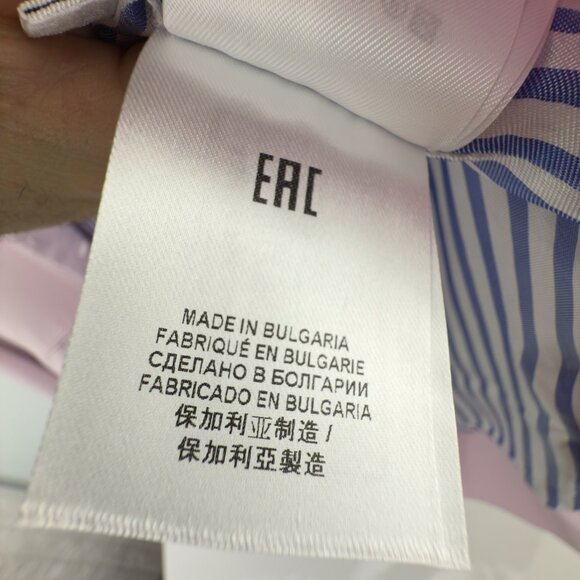 EAC
MADE IN BULGARIA
FABRIQUÉ EN BULGARIE
СДЕЛАНО В БОЛГАРИИ
FABRICADO EN BULGARIA
保加利亚制造 /
保加利亞製造